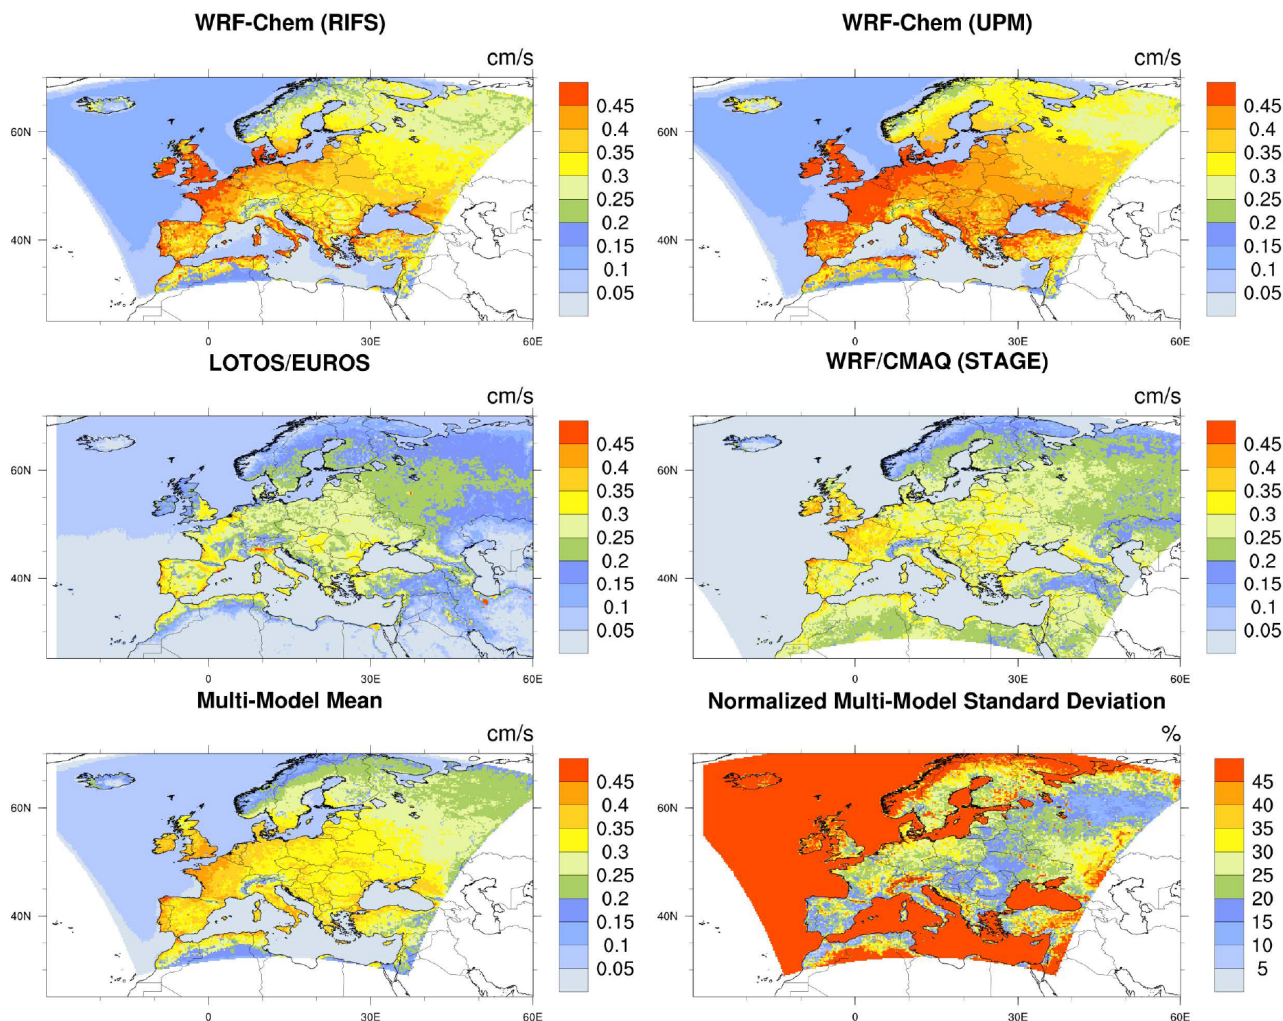 WRF-Chem (RIFS)
cm/s
60N
40N
0
30E
60E
0.45
0.4
0.35
0.3
0.25
0.2
0.15
0.1
0.05
WRF-Chem (UPM)
cm/s
60N
40N
0
30E
60E
0.45
0.4
0.35
0.3
0.25
0.2
0.15
0.1
0.05
LOTOS/EUROS
cm/s
60N
40N
0
30E
60E
0.45
0.4
0.35
0.3
0.25
0.2
0.15
0.1
0.05
WRF/CMAQ (STAGE)
cm/s
60N
40N
0
30E
60E
0.45
0.4
0.35
0.3
0.25
0.2
0.15
0.1
0.05
Multi-Model Mean
cm/s
60N
40N
0
30E
60E
0.45
0.4
0.35
0.3
0.25
0.2
0.15
0.1
0.05
Normalized Multi-Model Standard Deviation
%
60N
40N
0
30E
60E
45
40
35
30
25
20
15
10
5